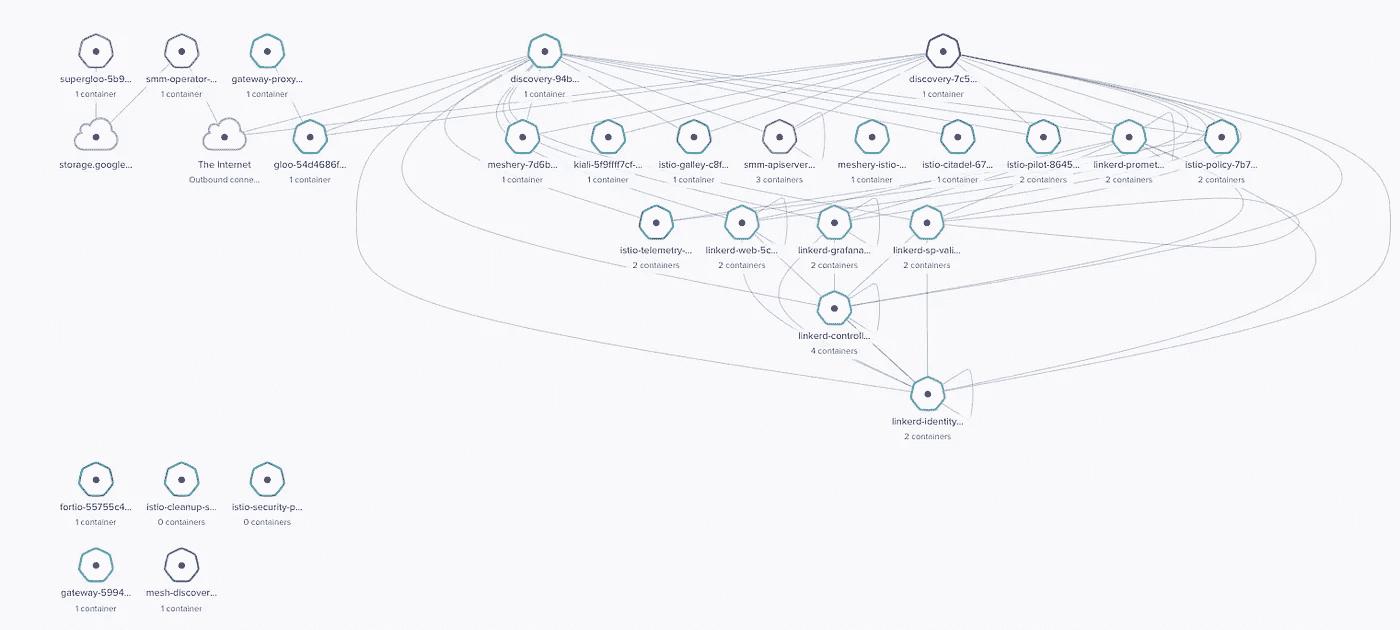 supergloo-5b9...
1 container
smm-operator-...
1 container
gateway-proxy...
1 container
discovery-94b...
1 container
discovery-7c5...
1 container
storage.google...
The Internet
Outbound conne...
gloo-54d4686f...
1 container
meshery-7d6b...
1 container
kiali-5f9ffff7cf-...
1 container
istio-galley-c8f...
1 container
smm-apiserver...
3 containers
meshery-istio-...
1 container
istio-citadel-67...
1 container
istio-pilot-8645...
2 containers
linkerd-promet...
2 containers
istio-policy-7b7...
2 containers
istio-telemetry-...
2 containers
linkerd-web-5c...
2 containers
linkerd-grafana...
2 containers
linkerd-sp-vali...
2 containers
linkerd-controll...
4 containers
linkerd-identity...
2 containers
fortio-55755c4...
1 container
istio-cleanup-s...
0 containers
istio-security-p...
0 containers
gateway-5994...
1 container
mesh-discover...
1 container